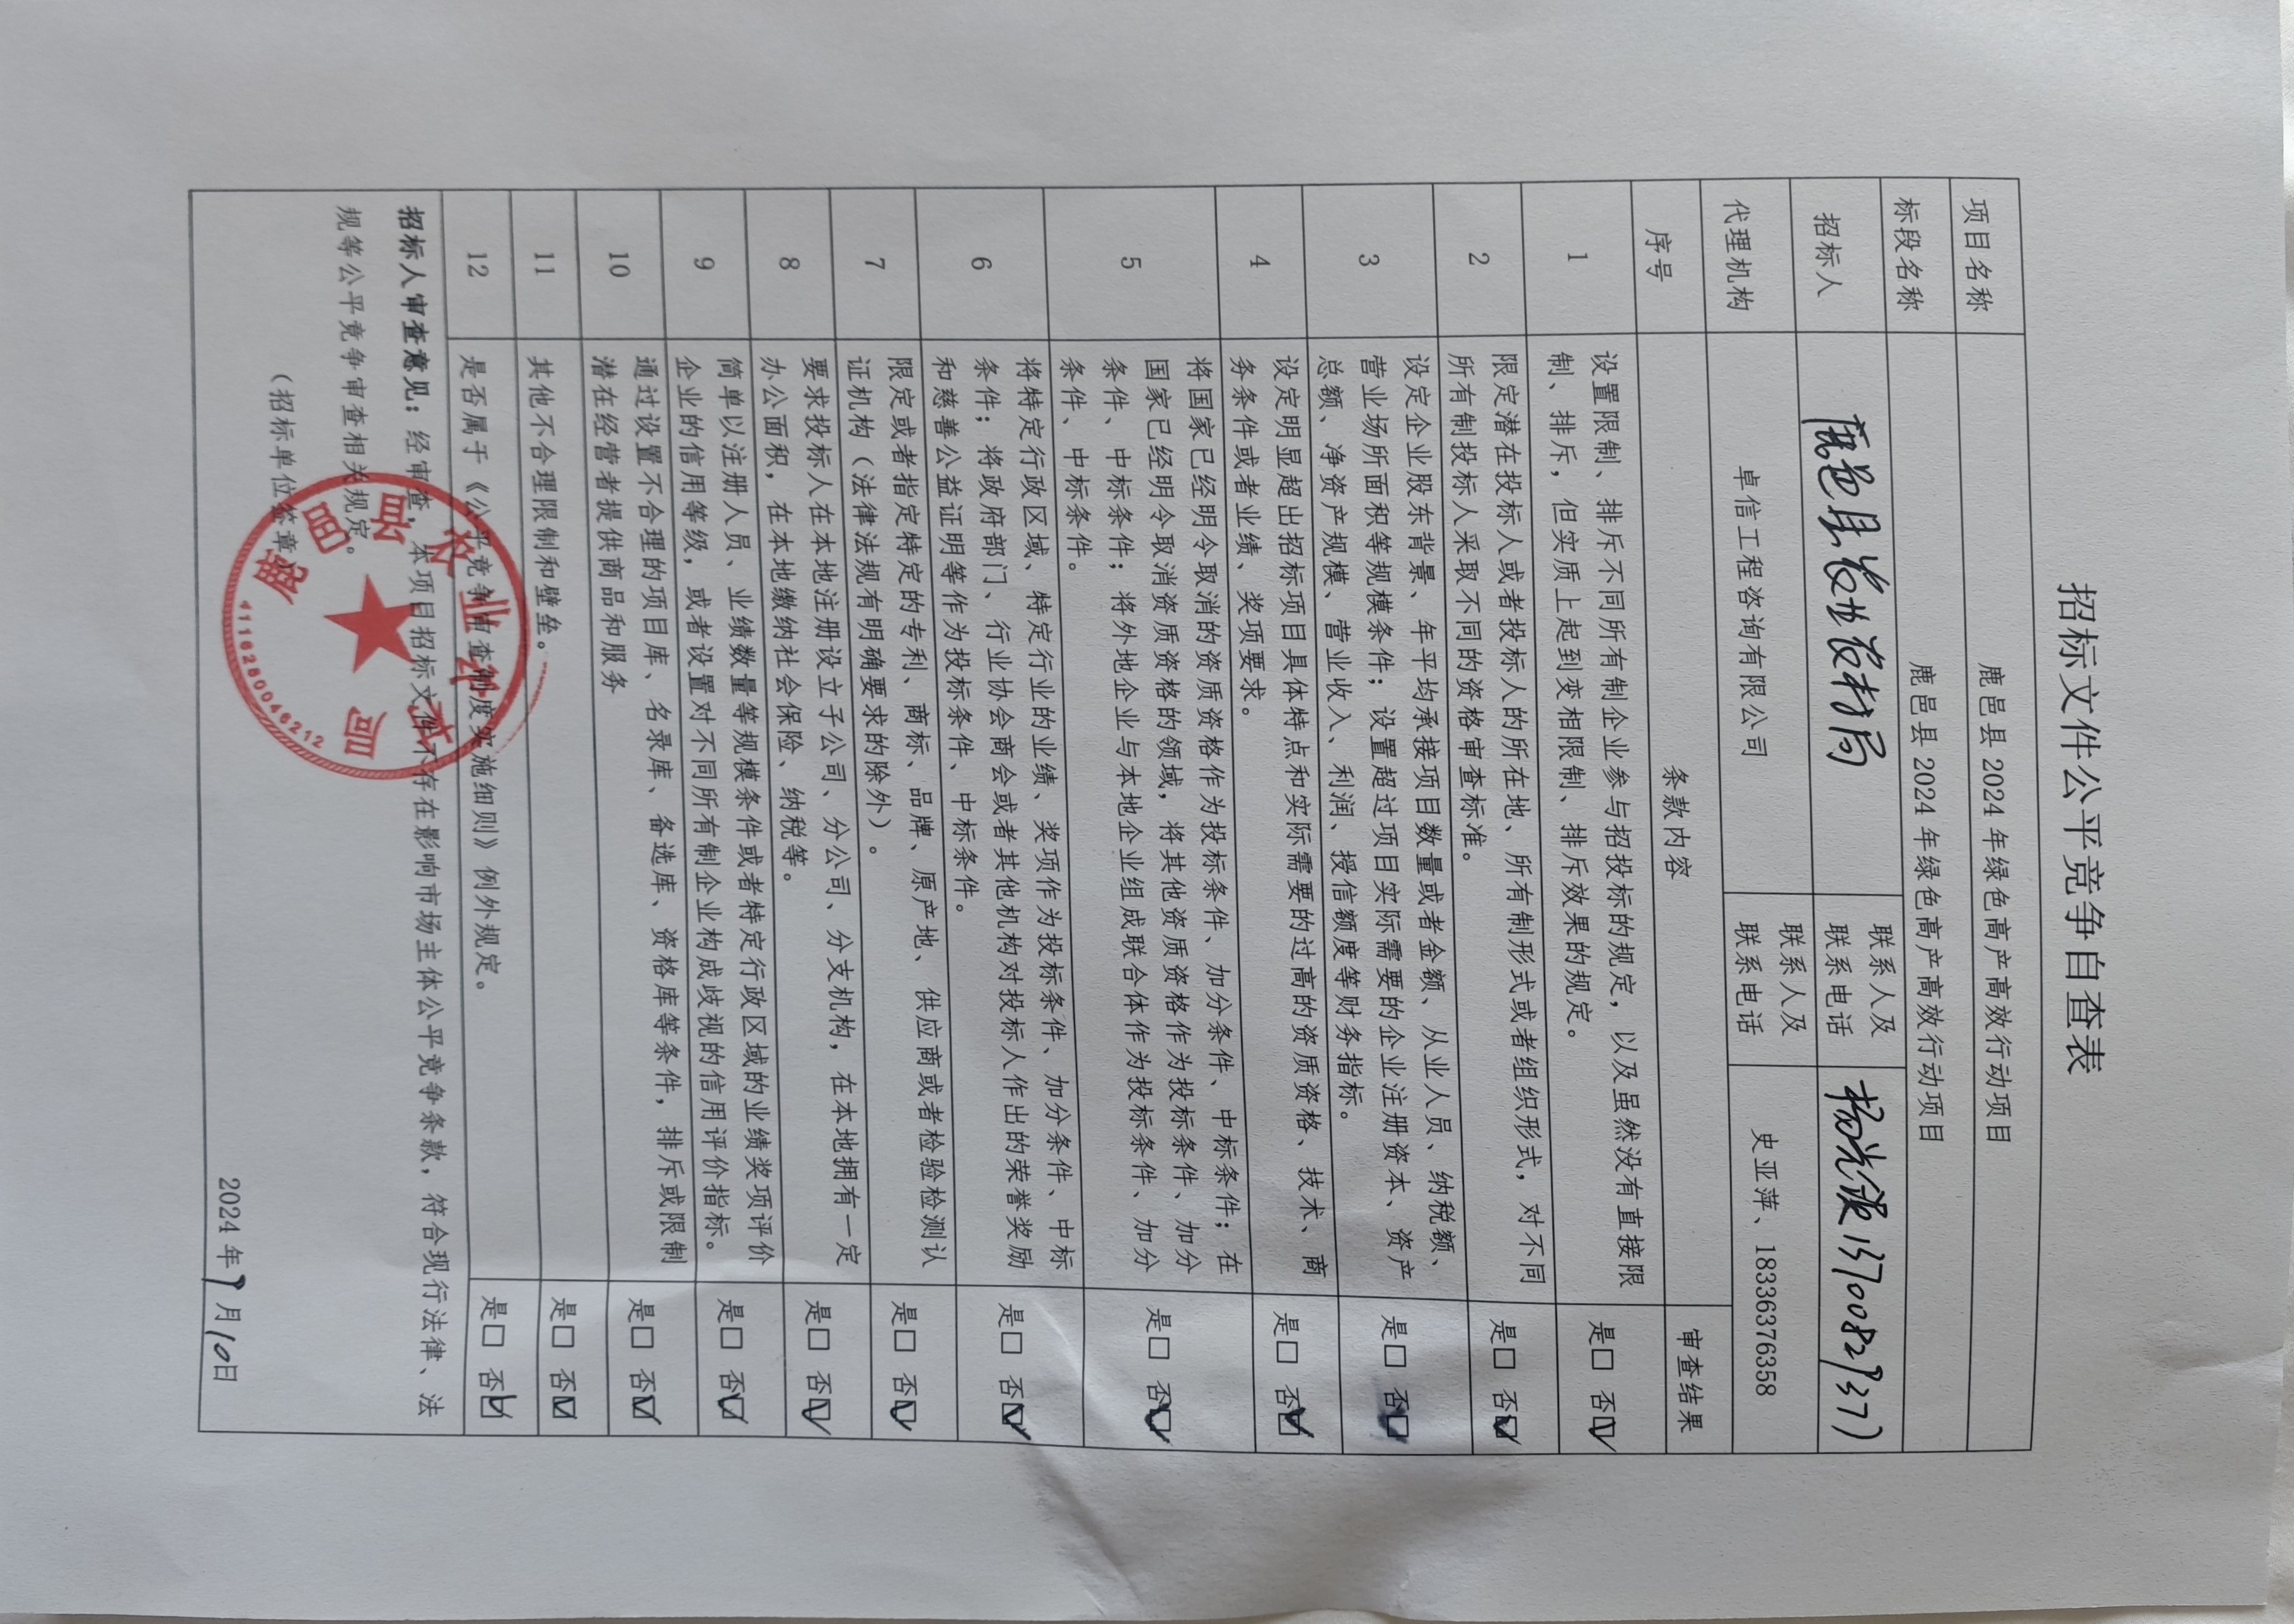 招标文件公平竞争自查表
项目名称 鹿邑县 2024 年绿色高产高效行动项目
标段名称 鹿邑县 2024 年绿色高产高效行动项目
招标人 鹿邑县农业农村局 联系人及
联系电话
代理机构 卓信工程咨询有限公司 联系人及
联系电话 史亚萍、18336376358
序号 条款内容 审查结果
1 设置限制、排斥不同所有制企业参与招投标的规定，以及虽然没有直接限
制、排斥，但实质上起到变相限制、排斥效果的规定。 是□ 否☑
2 限定潜在投标人或者投标人的所在地、所有制形式或者组织形式，对不同
所有制投标人采取不同的资格审查标准。 是□ 否☑
3 设定企业股东背景、年平均承接项目数量或者金额、从业人员、纳税额、
营业场所面积等规模条件；设置超过项目实际需要的企业注册资本、资产
总额、净资产规模、营业收入、利润、授信额度等财务指标。 是□ 否☑
4 设定明显超出招标项目具体特点和实际需要的过高的资质资格、技术、商
务条件或者业绩、奖项要求。 是□ 否☑
5 将国家已经明令取消的资质资格作为投标条件、加分条件、中标条件；在
国家已经明令取消资质资格的领域，将其他资质资格作为投标条件、加分
条件、中标条件；将外地企业与本地企业组成联合体作为投标条件、加分
条件、中标条件。 是□ 否☑
6 将特定行政区域、特定行业的业绩、奖项作为投标条件、加分条件、中标
条件；将政府部门、行业协会商会或者其他机构对投标人作出的荣誉奖励
和慈善公益证明等作为投标条件、中标条件。 是□ 否☑
7 限定或者指定特定的专利、商标、品牌、原产地、供应商或者检验检测认
证机构（法律法规有明确要求的除外）。 是□ 否☑
8 要求投标人在本地注册设立子公司、分公司、分支机构，在本地拥有一定
办公面积，在本地缴纳社会保险、纳税等。 是□ 否☑
9 简单以注册人员、业绩数量等规模条件或者特定行政区域的业绩奖项评价
企业的信用等级，或者设置对不同所有制企业构成歧视的信用评价指标。 是□ 否☑
10 通过设置不合理的项目库、名录库、备选库、资格库等条件，排斥或限制
潜在经营者提供商品和服务 是□ 否☑
11 其他不合理限制和壁垒。 是□ 否☑
12 是否属于《公平竞争审查制度实施细则》例外规定。 是□ 否☑
招标人审查意见：经审查，本项目招标文件不存在影响市场主体公平竞争条款，符合现行法律、法
规等公平竞争审查相关规定。
（招标单位签章）
鹿邑县农业农村局
4116280046212
2024 年 9 月 10 日